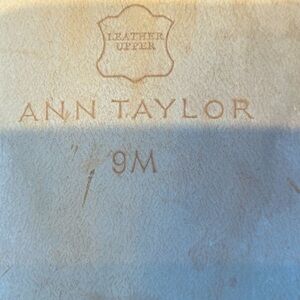 LEATHER
UPPER
ANN TAYLOR
9M